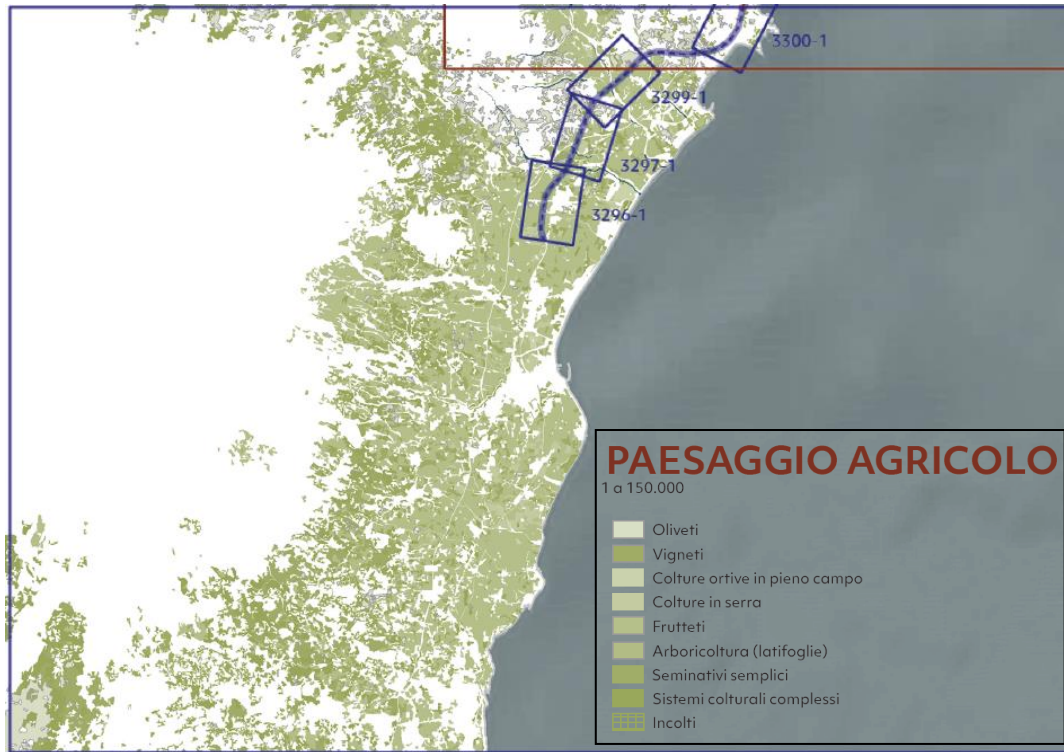 3300-1
3299-1
3297-1
3296-1
PAESAGGIO AGRICOLO
1 a 150.000
Oliveti
Vigneti
Colture ortive in pieno campo
Colture in serra
Frutteti
Arboricoltura (latifoglie)
Seminativi semplici
Sistemi colturali complessi
Incolti